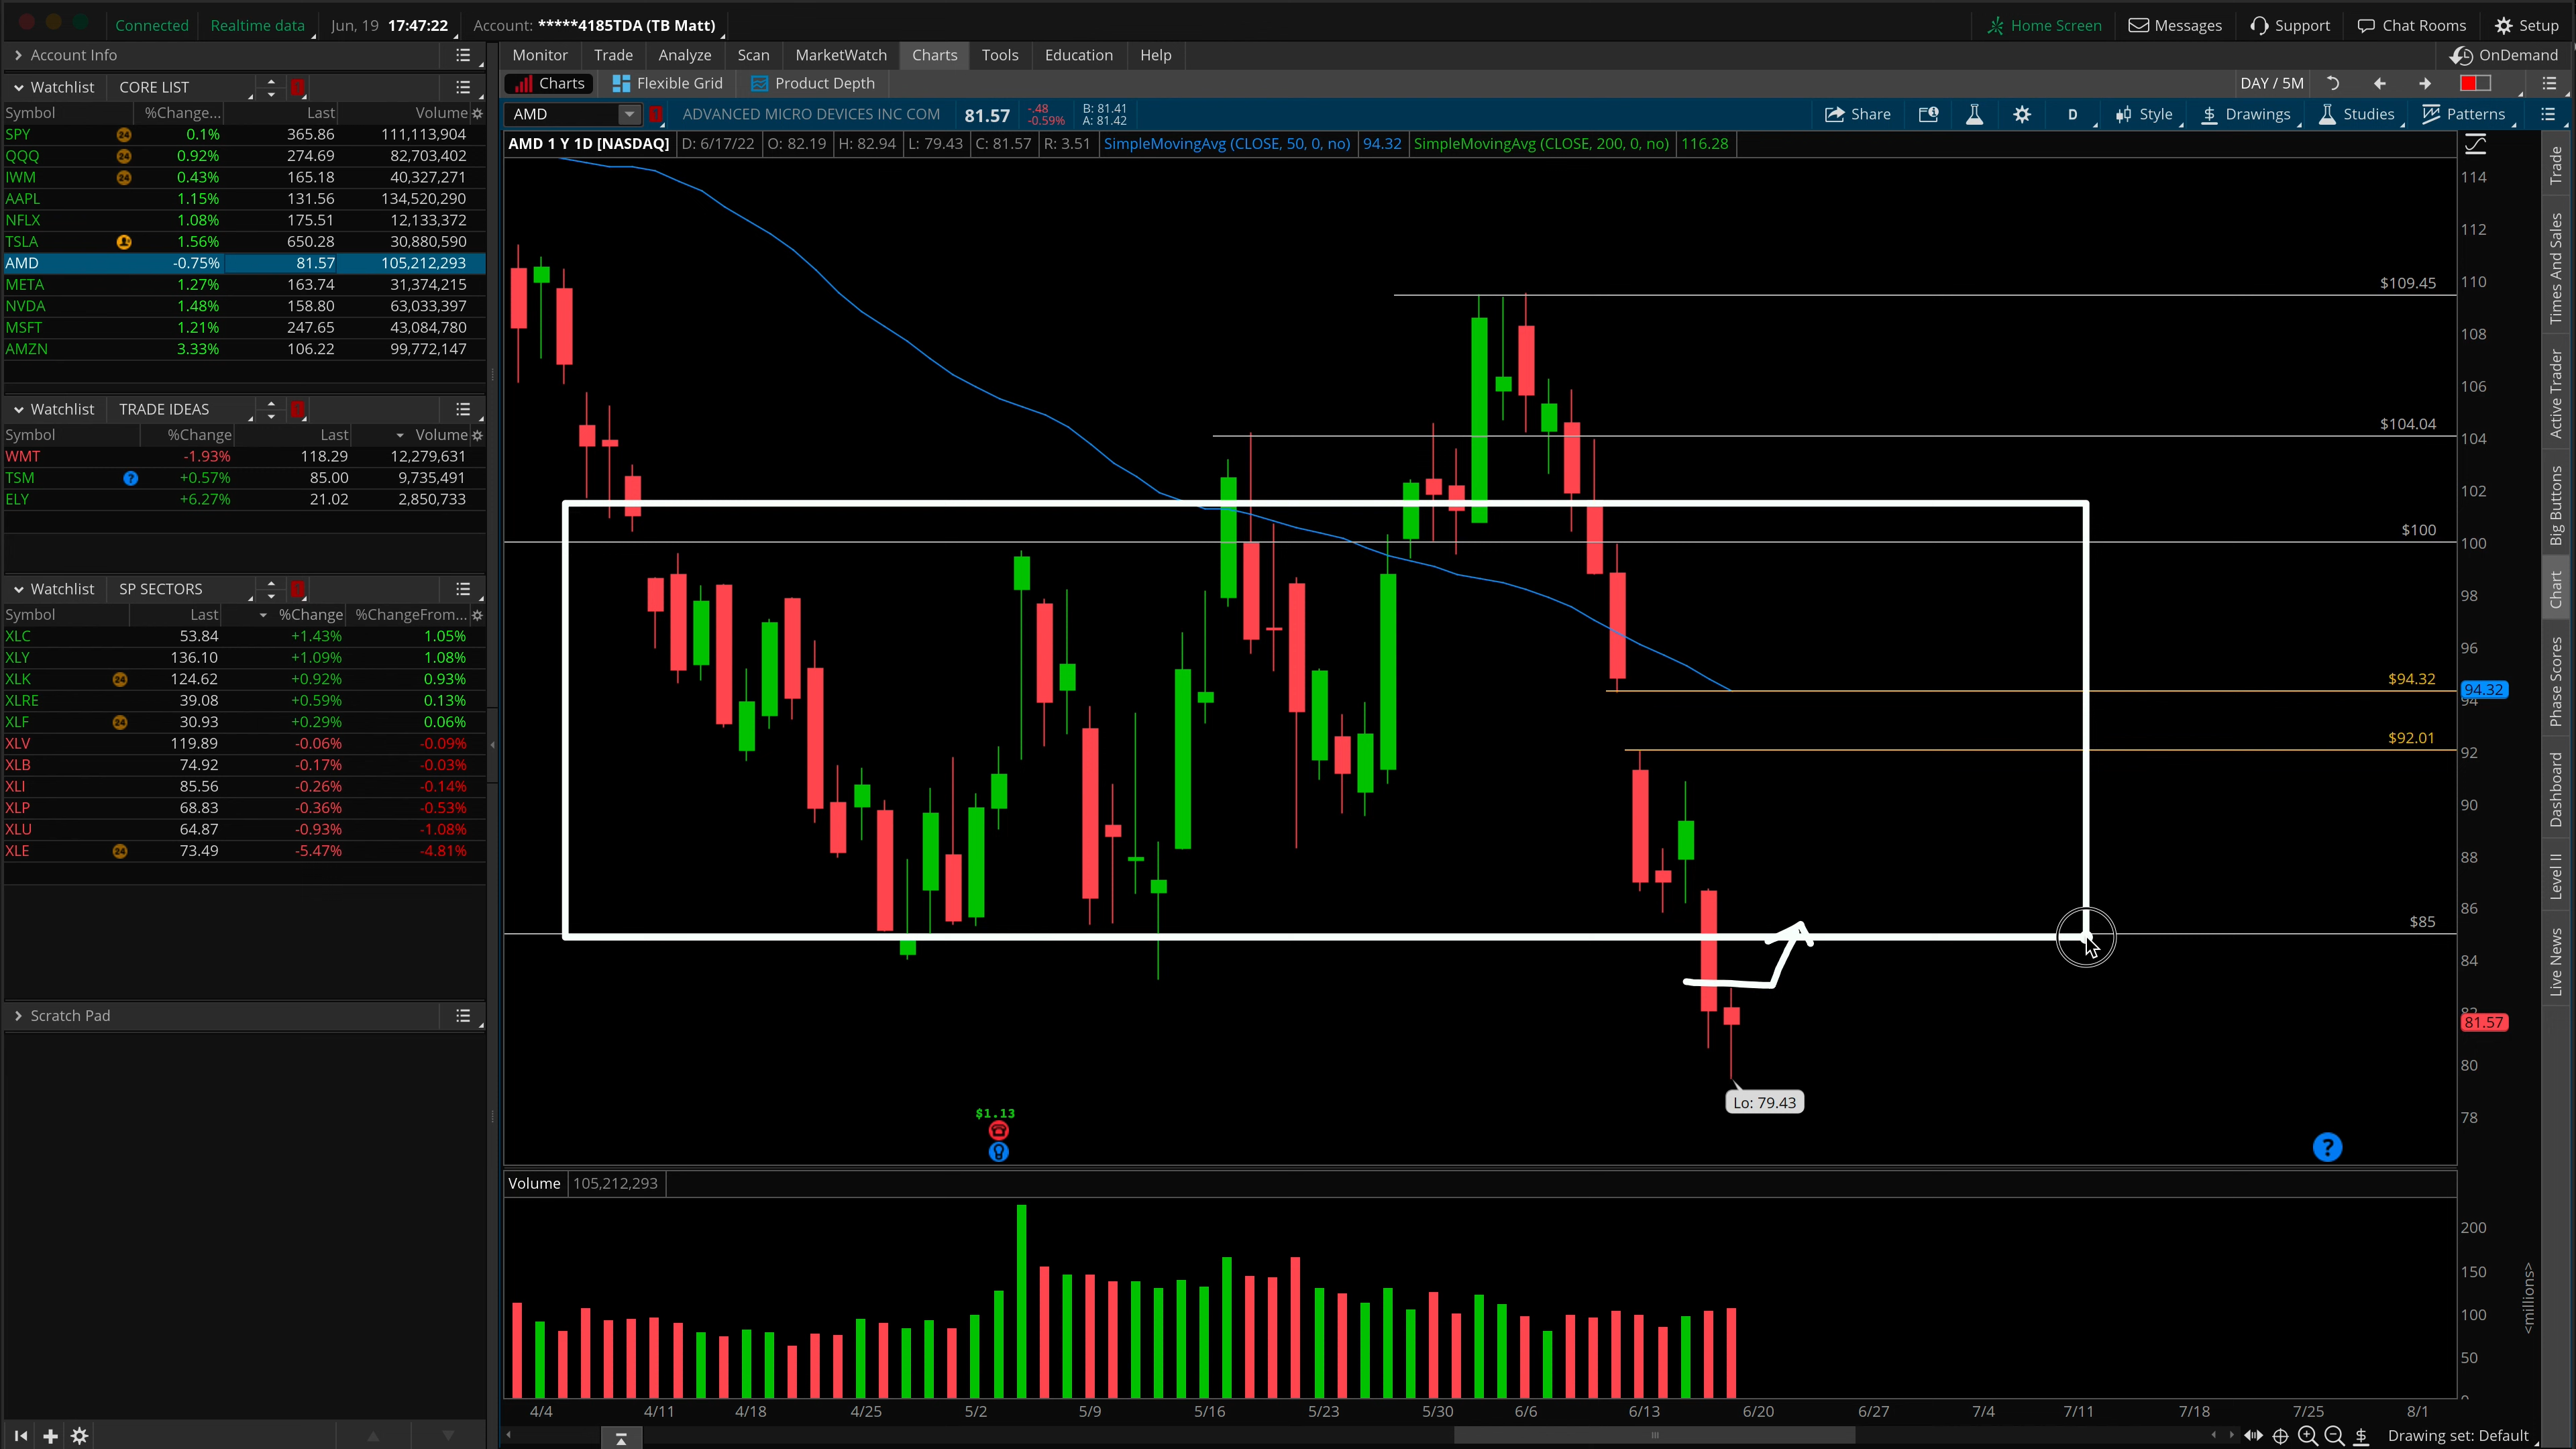 Connected Realtime data Jun, 19 17:47:22 Account: *****4185TDA (TB Matt) Home Screen Messages Support Chat Rooms Setup
Account Info Monitor Trade Analyze Scan MarketWatch Charts Tools Education Help OnDemand
Charts Flexible Grid Product Depth DAY / 5M
AMD ADVANCED MICRO DEVICES INC COM 81.57 -.48 -0.59% B: 81.41 A: 81.42 Share D Style Drawings Studies Patterns
AMD 1 Y 1D [NASDAQ] D: 6/17/22 O: 82.19 H: 82.94 L: 79.43 C: 81.57 R: 3.51 SimpleMovingAvg (CLOSE, 50, 0, no) 94.32 SimpleMovingAvg (CLOSE, 200, 0, no) 116.28
Watchlist CORE LIST
Symbol %Change... Last Volume
SPY 24 0.1% 365.86 111,113,904
QQQ 24 0.92% 274.69 82,703,402
IWM 24 0.43% 165.18 40,327,271
AAPL 1.15% 131.56 134,520,290
NFLX 1.08% 175.51 12,133,372
TSLA 1.56% 650.28 30,880,590
AMD -0.75% 81.57 105,212,293
META 1.27% 163.74 31,374,215
NVDA 1.48% 158.80 63,033,397
MSFT 1.21% 247.65 43,084,780
AMZN 3.33% 106.22 99,772,147
Watchlist TRADE IDEAS
Symbol %Change Last Volume
WMT -1.93% 118.29 12,279,631
TSM ? +0.57% 85.00 9,735,491
ELY +6.27% 21.02 2,850,733
Watchlist SP SECTORS
Symbol Last %Change %ChangeFrom...
XLC 53.84 +1.43% 1.05%
XLY 136.10 +1.09% 1.08%
XLK 24 124.62 +0.92% 0.93%
XLRE 39.08 +0.59% 0.13%
XLF 24 30.93 +0.29% 0.06%
XLV 119.89 -0.06% -0.09%
XLB 74.92 -0.17% -0.03%
XLI 85.56 -0.26% -0.14%
XLP 68.83 -0.36% -0.53%
XLU 64.87 -0.93% -1.08%
XLE 24 73.49 -5.47% -4.81%
Scratch Pad
$109.45
$104.04
$100
$94.32
$92.01
$85
Lo: 79.43
$1.13
?
114
112
110
108
106
104
102
100
98
96
94.32
94
92
90
88
86
84
82
81.57
80
78
Volume 105,212,293
200
150
100
50
0
<millions>
4/4 4/11 4/18 4/25 5/2 5/9 5/16 5/23 5/30 6/6 6/13 6/20 6/27 7/4 7/11 7/18 7/25 8/1
Drawing set: Default
Trade
Times And Sales
Active Trader
Big Buttons
Chart
Phase Scores
Dashboard
Level II
Live News